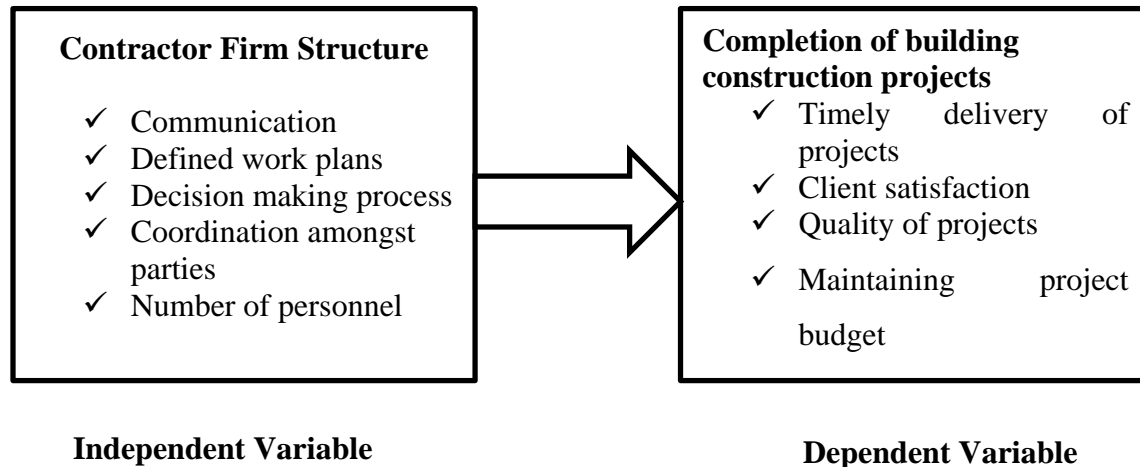 Contractor Firm Structure
✓ Communication
✓ Defined work plans
✓ Decision making process
✓ Coordination amongst
parties
✓ Number of personnel
Independent Variable
Completion of building
construction projects
✓ Timely delivery of
projects
✓ Client satisfaction
✓ Quality of projects
✓ Maintaining project
budget
Dependent Variable